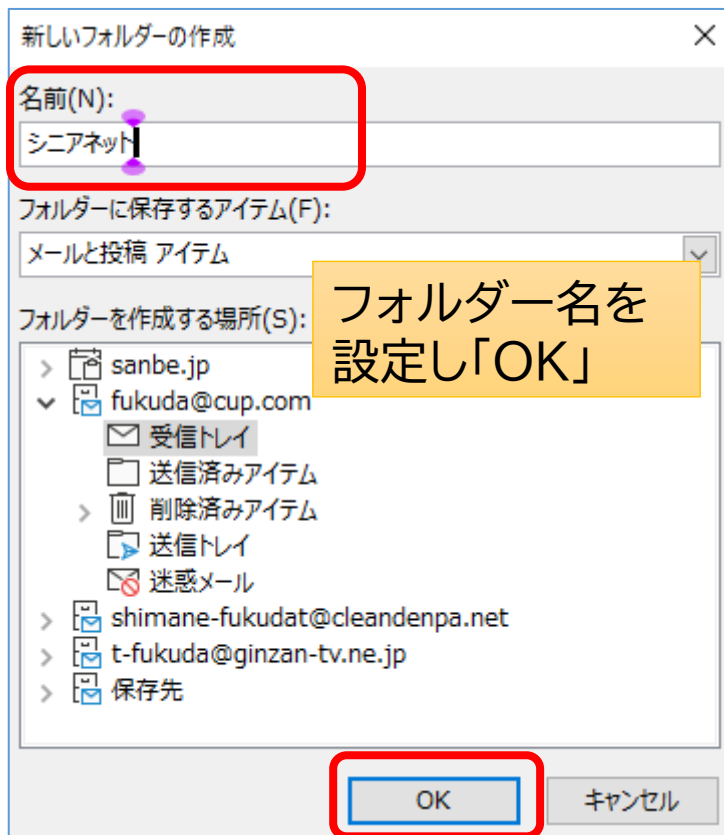 新しいフォルダーの作成
名前(N):
シニアネット
フォルダーに保存するアイテム(F):
メールと投稿 アイテム
フォルダーを作成する場所(S):
フォルダー名を
設定し「OK」
sanbe.jp
fukuda@cup.com
受信トレイ
送信済みアイテム
削除済みアイテム
送信トレイ
迷惑メール
shimane-fukudat@cleandenpa.net
t-fukuda@ginzan-tv.ne.jp
保存先
OK
キャンセル